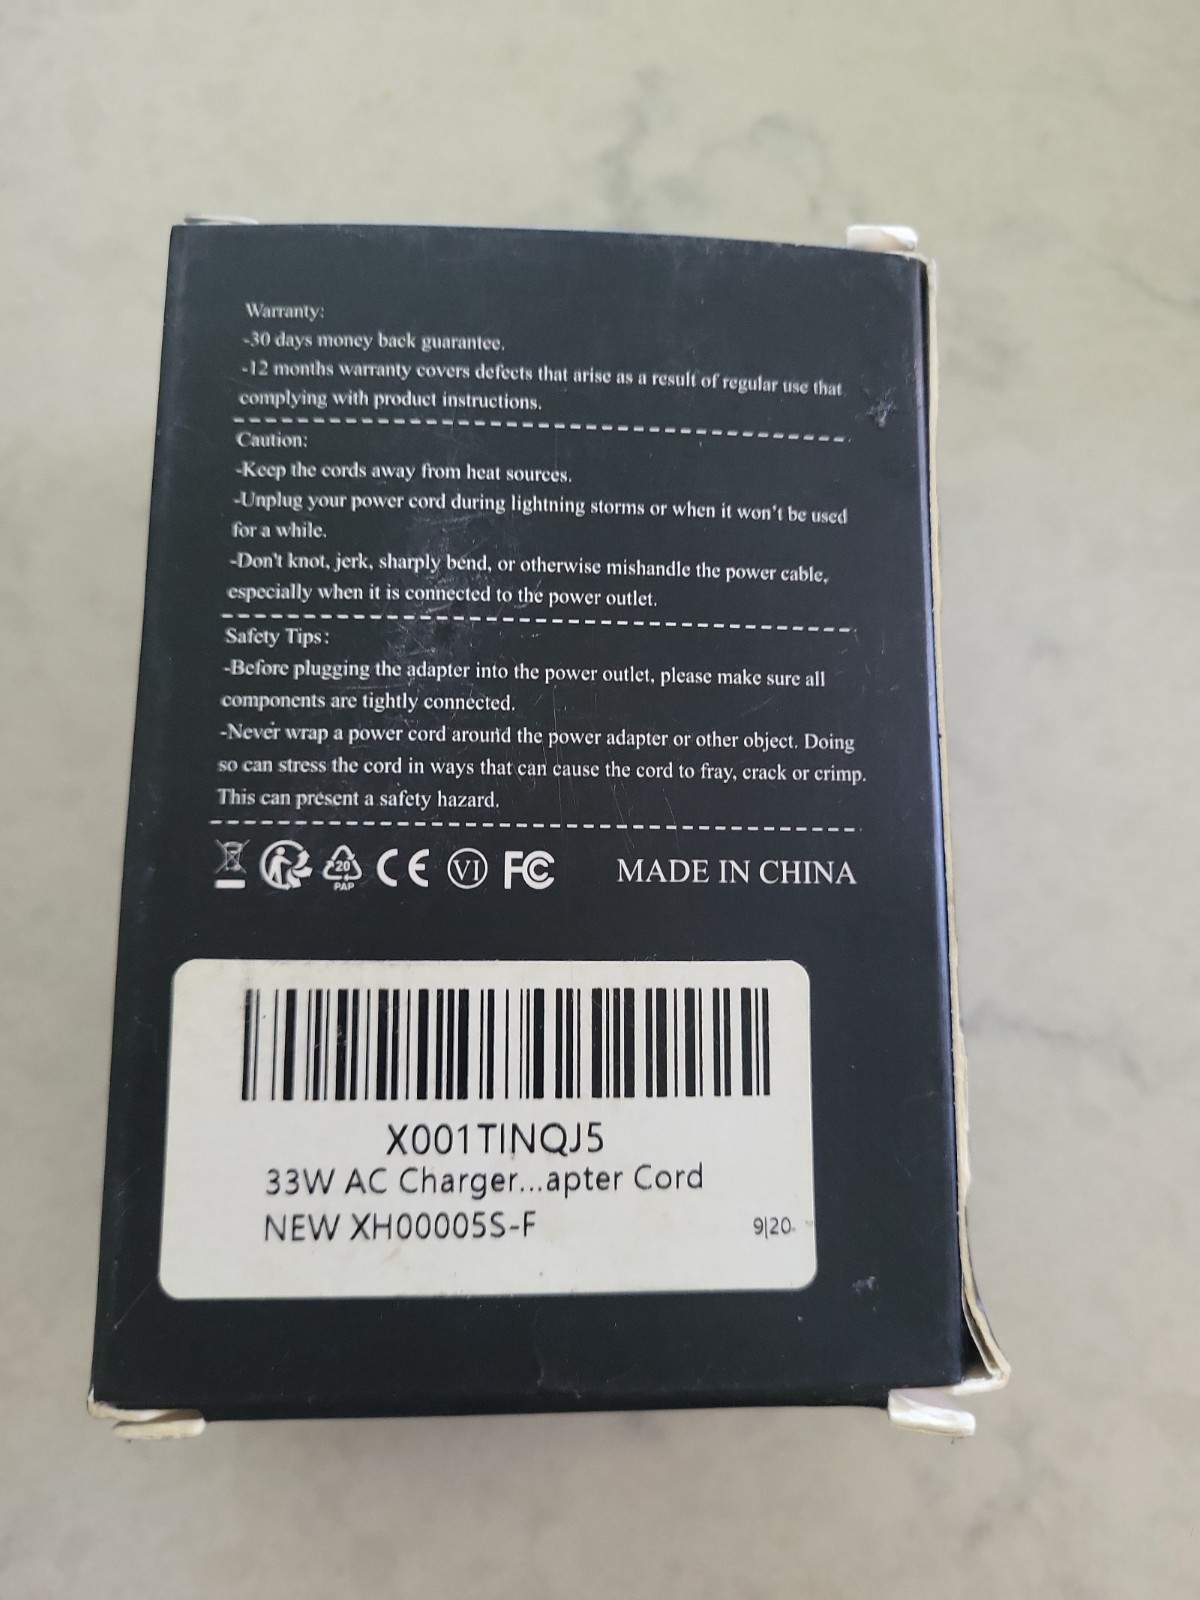 Warranty:
-30 days money back guarantee.
-12 months warranty covers defects that arise as a result of regular use that
complying with product instructions.
Caution:
-Keep the cords away from heat sources.
-Unplug your power cord during lightning storms or when it won't be used
for a while.
-Don't knot, jerk, sharply bend, or otherwise mishandle the power cable,
especially when it is connected to the power outlet.
Safety Tips:
-Before plugging the adapter into the power outlet, please make sure all
components are tightly connected.
-Never wrap a power cord around the power adapter or other object. Doing
so can stress the cord in ways that can cause the cord to fray, crack or crimp.
This can present a safety hazard.
20 PAP CE VI FC MADE IN CHINA
X001TINQJ5
33W AC Charger...apter Cord
NEW XH00005S-F 9|20